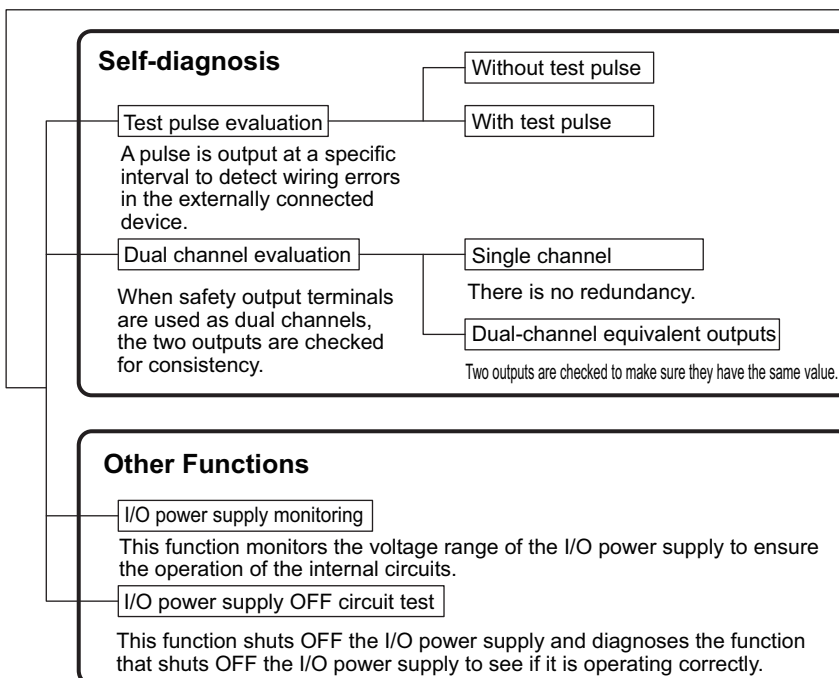 Self-diagnosis
Test pulse evaluation
Without test pulse
With test pulse
A pulse is output at a specific
interval to detect wiring errors
in the externally connected
device.
Dual channel evaluation
Single channel
There is no redundancy.
When safety output terminals
are used as dual channels,
the two outputs are checked
for consistency.
Dual-channel equivalent outputs
Two outputs are checked to make sure they have the same value.
Other Functions
I/O power supply monitoring
This function monitors the voltage range of the I/O power supply to ensure
the operation of the internal circuits.
I/O power supply OFF circuit test
This function shuts OFF the I/O power supply and diagnoses the function
that shuts OFF the I/O power supply to see if it is operating correctly.